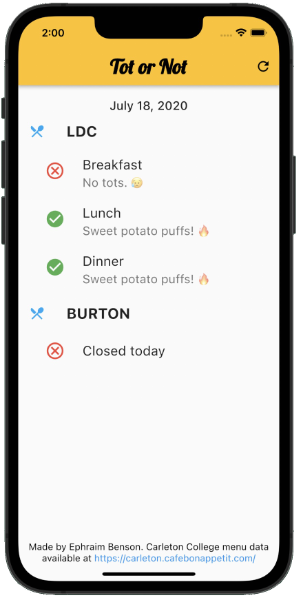 2:00
Tot or Not
July 18, 2020
LDC
Breakfast
No tots. 😥
Lunch
Sweet potato puffs! 🔥
Dinner
Sweet potato puffs! 🔥
BURTON
Closed today
Made by Ephraim Benson. Carleton College menu data
available at https://carleton.cafebonappetit.com/